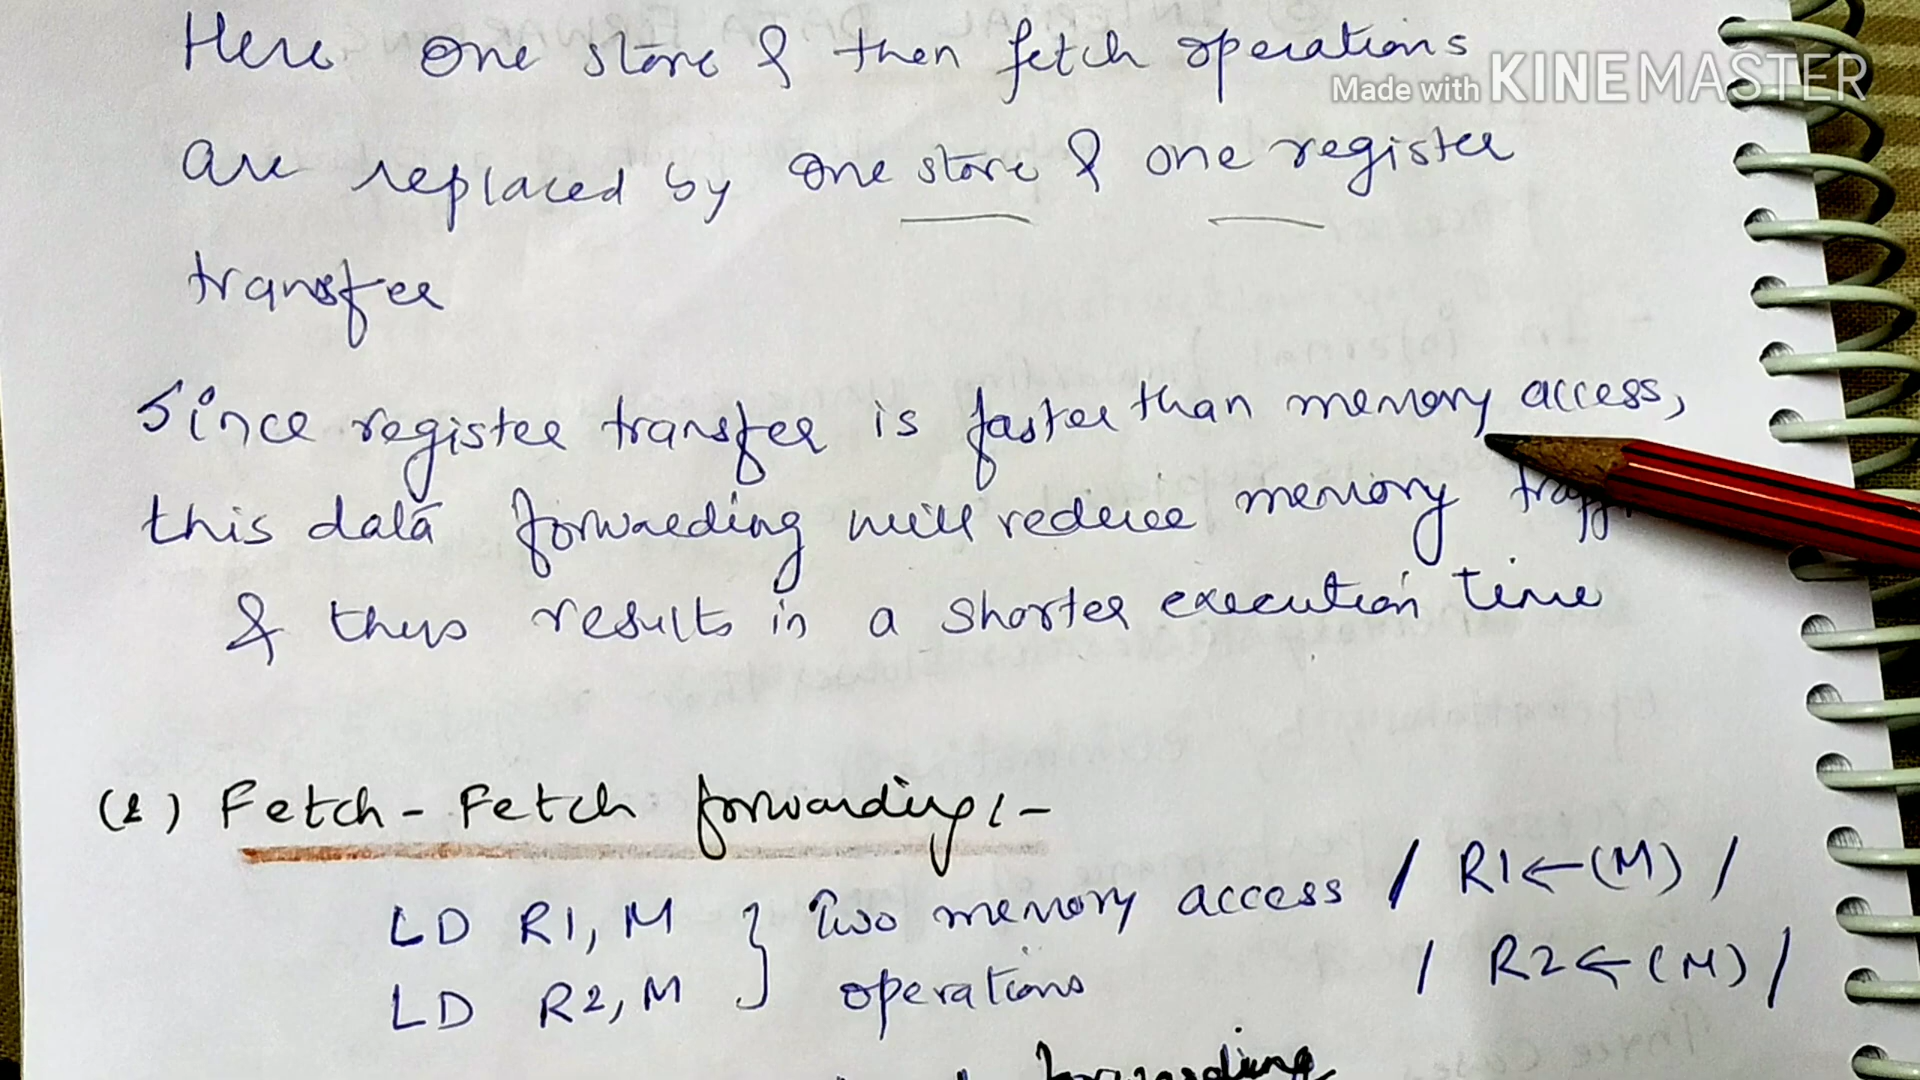 Here one store & then fetch operations
Made with KINEMASTER
are replaced by one store & one register
transfer
Since register transfer is faster than memory access,
this data forwarding will reduce memory
& thus results in a shorter execution time
(2) Fetch - Fetch forwarding :-
LD R1, M } Two memory access / R1 ← (M) /
LD R2, M operations / R2 ← (M) /
forwarding